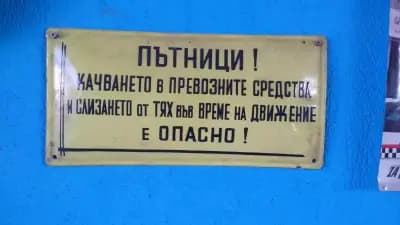 ПЪТНИЦИ!
КАЧВАНЕТО В ПРЕВОЗНИТЕ СРЕДСТВА
И СЛИЗАНЕТО ОТ ТЯХ ВЪВ ВРЕМЕ НА ДВИЖЕНИЕ
Е ОПАСНО!